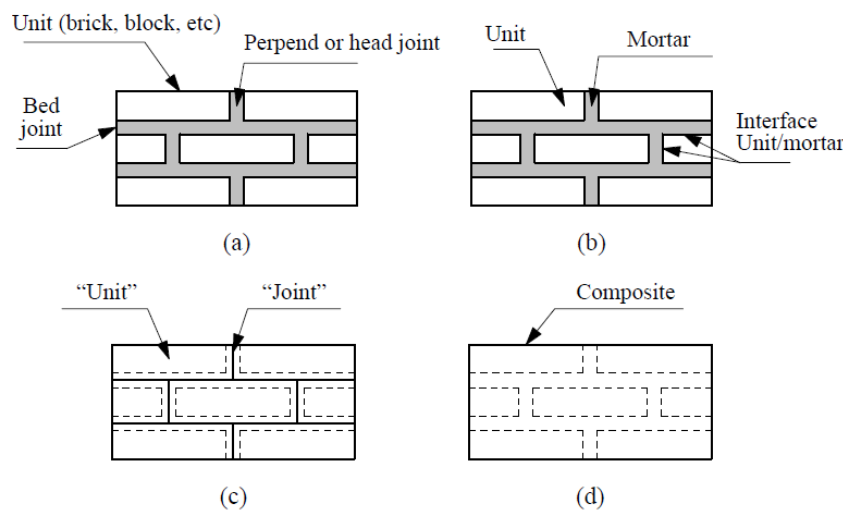 Unit (brick, block, etc)
Perpend or head joint
Bed
joint
(a)
Unit
Mortar
Interface
Unit/mortar
(b)
“Unit”
“Joint”
(c)
Composite
(d)